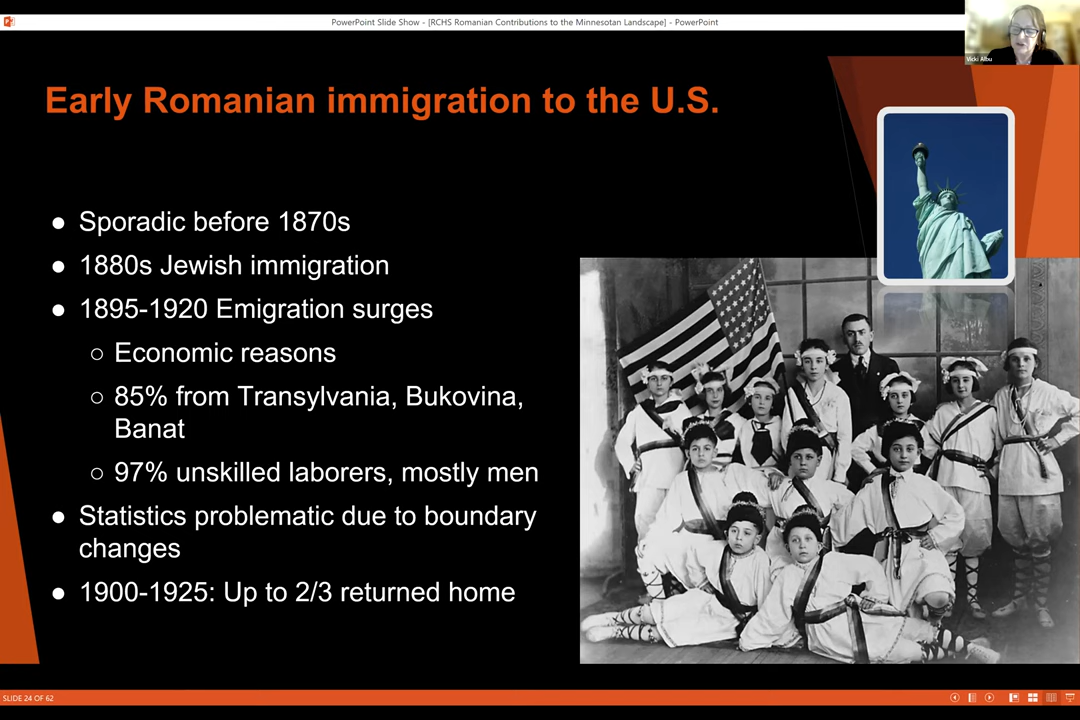 PowerPoint Slide Show - [RCHS Romanian Contributions to the Minnesotan Landscape] - PowerPoint
Vicki Albu
Early Romanian immigration to the U.S.
● Sporadic before 1870s
● 1880s Jewish immigration
● 1895-1920 Emigration surges
○ Economic reasons
○ 85% from Transylvania, Bukovina,
Banat
○ 97% unskilled laborers, mostly men
● Statistics problematic due to boundary
changes
● 1900-1925: Up to 2/3 returned home
SLIDE 24 OF 62